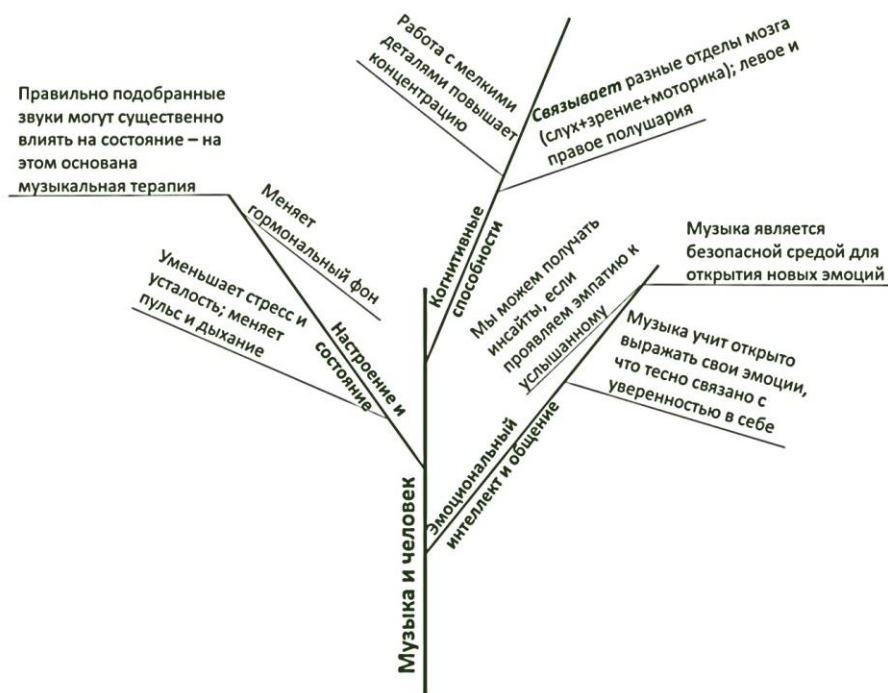 Работа с мелкими
деталями повышает
концентрацию
Связывает разные отделы мозга
(слух+зрение+моторика); левое и
правое полушария
Когнитивные
способности
Правильно подобранные
звуки могут существенно
влиять на состояние – на
этом основана
музыкальная терапия
Меняет
гормональный фон
Уменьшает стресс и
усталость; меняет
пульс и дыхание
Настроение и
состояние
Мы можем получать
инсайты, если
проявляем эмпатию к
услышанному
Музыка является
безопасной средой для
открытия новых эмоций
Музыка учит открыто
выражать свои эмоции,
что тесно связано с
уверенностью в себе
Эмоциональный
интеллект и общение
Музыка и человек